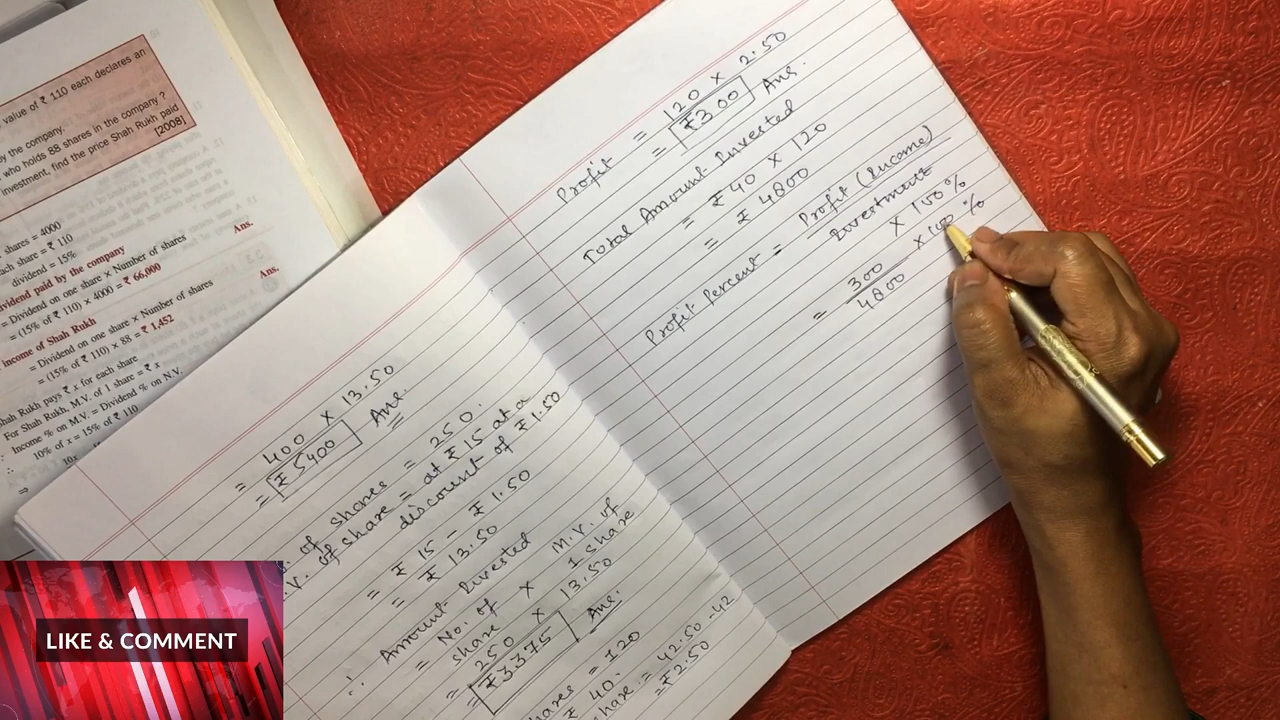 value of ₹ 110 each declares an
by the company.
who holds 88 shares in the company ?
investment, find the price Shah Rukh paid
[2008]
shares = 4000
each share = ₹ 110
dividend = 15%
Ans.
dividend paid by the company
= Dividend on one share × Number of shares
= (15% of ₹ 110) × 4000 = ₹ 66,000
Ans.
income of Shah Rukh
= Dividend on one share × Number of shares
= (15% of ₹ 110) × 88 = ₹ 1,452
Shah Rukh pays ₹ x for each share
For Shah Rukh, M.V. of 1 share = ₹ x
Income % on M.V. = Dividend % on N.V.
∴ 10% of x = 15% of ₹ 110
⇒ 10x
= 400 × 13.50
= ₹5400 Ans.
of shares = 250.
.V. of share = at ₹15 at a
discount of ₹1.50
= ₹ 15 - ₹ 1.50
= ₹ 13.50
∴ Amount Invested
= No. of share × M.V. of 1 share
= 250 × 13.50
= ₹3375 Ans.
shares = 120
₹ 40.
share = 42.50 - 42
= ₹2.50
Profit = 120 × 2.50
= ₹300 Ans.
Total Amount Invested
= ₹ 40 × 120
= ₹ 4800
Profit Percent = Profit (Income)
Investment × 100%
= 300
4800 × 100 %
LIKE & COMMENT